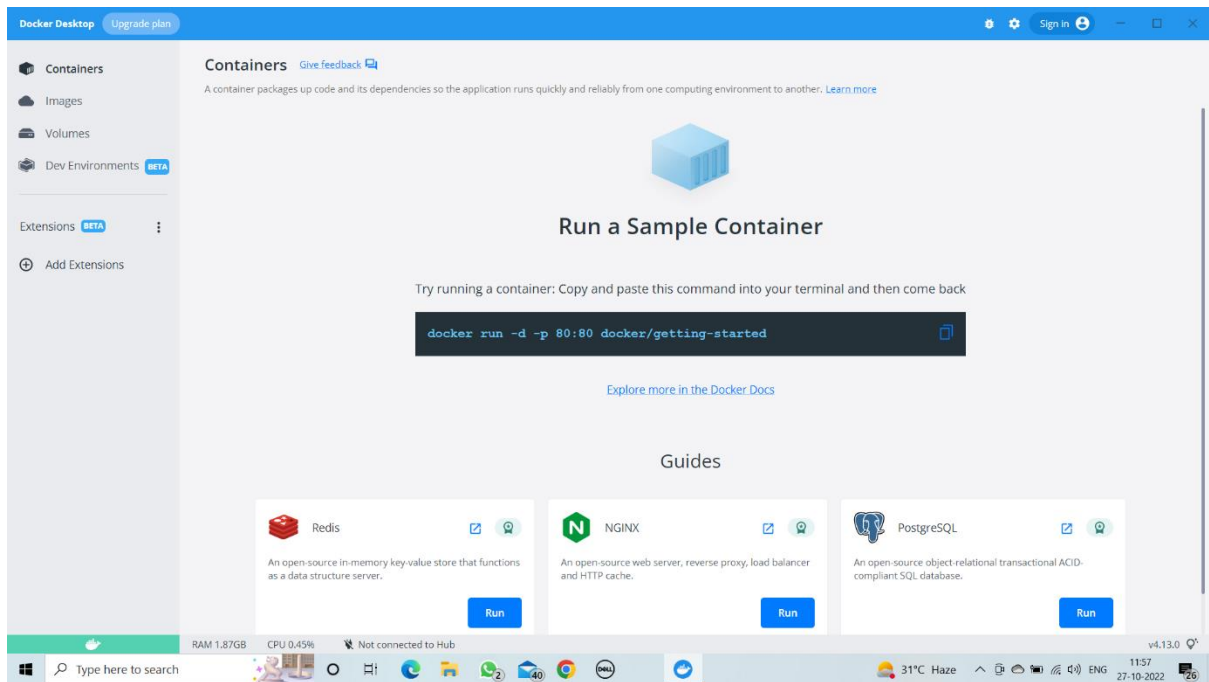 Docker Desktop Upgrade plan Sign in
Containers
Images
Volumes
Dev Environments BETA
Extensions BETA
Add Extensions
Containers Give feedback
A container packages up code and its dependencies so the application runs quickly and reliably from one computing environment to another. Learn more
Run a Sample Container
Try running a container: Copy and paste this command into your terminal and then come back
docker run -d -p 80:80 docker/getting-started
Explore more in the Docker Docs
Guides
Redis
An open-source in-memory key-value store that functions
as a data structure server.
Run
N
NGINX
An open-source web server, reverse proxy, load balancer
and HTTP cache.
Run
PostgreSQL
An open-source object-relational transactional ACID-
compliant SQL database.
Run
RAM 1.87GB CPU 0.45% Not connected to Hub v4.13.0
Type here to search 2 40 DELL 31°C Haze ENG 11:57
27-10-2022 26